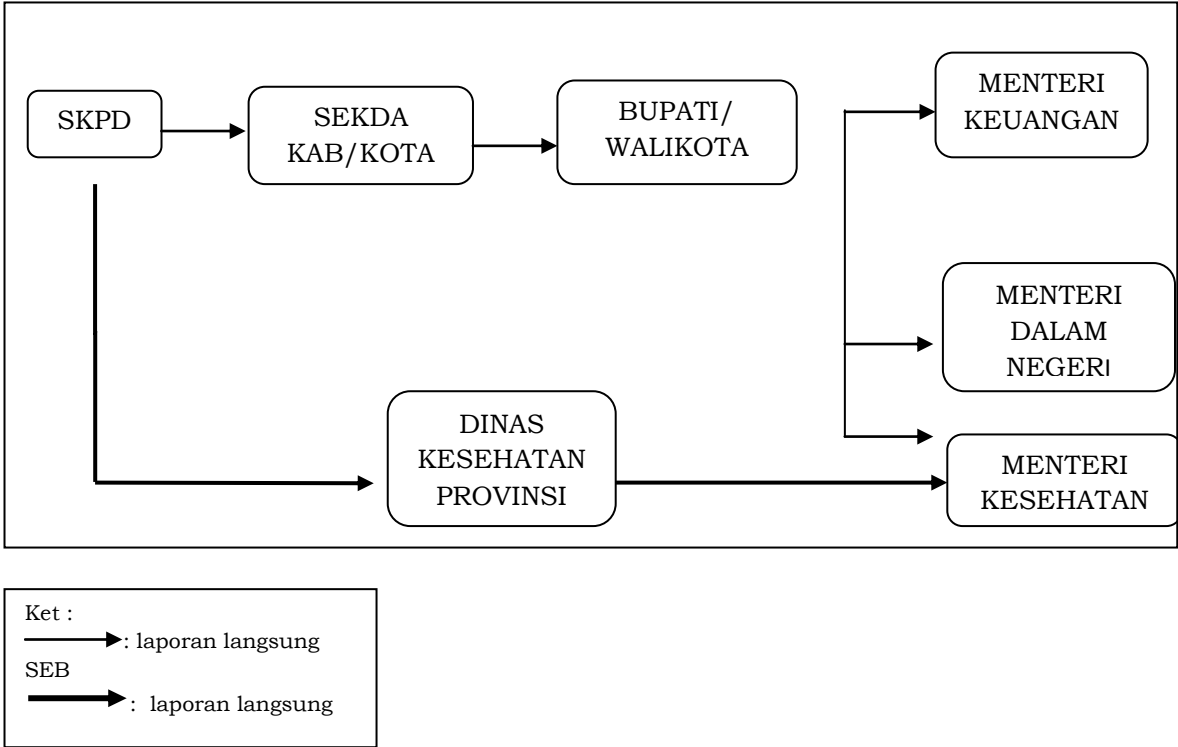 SKPD
SEKDA
KAB/KOTA
BUPATI/
WALIKOTA
MENTERI
KEUANGAN
MENTERI
DALAM
NEGERI
DINAS
KESEHATAN
PROVINSI
MENTERI
KESEHATAN
Ket :
: laporan langsung
SEB
: laporan langsung